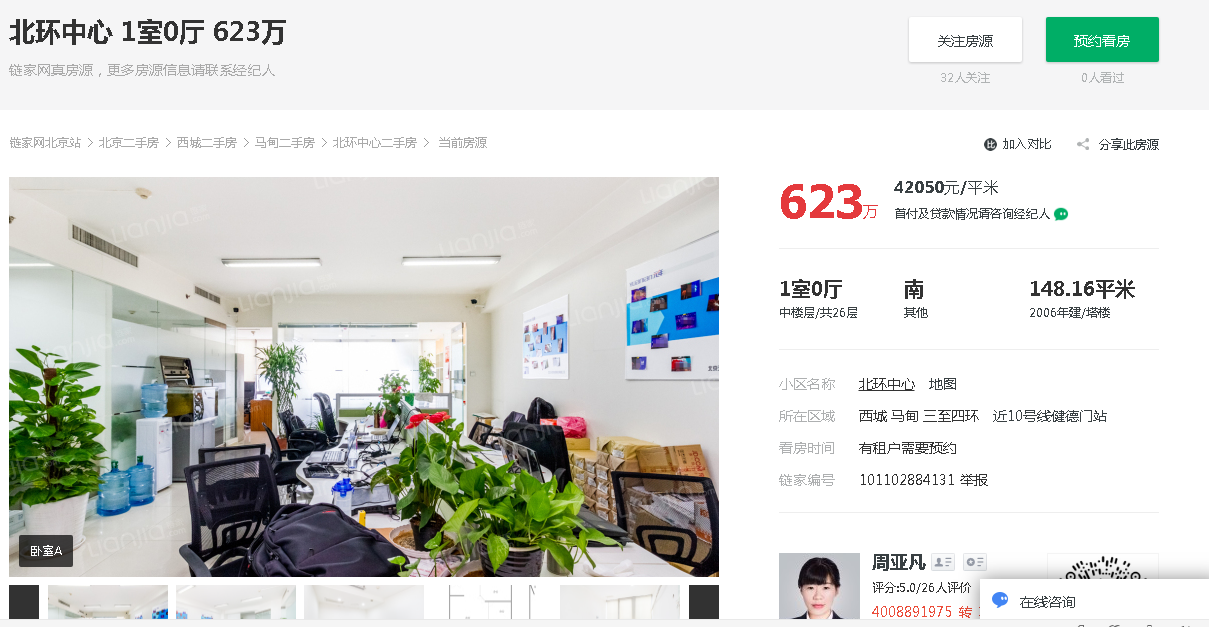 北环中心 1室0厅 623万
链家网真房源，更多房源信息请联系经纪人
关注房源
32人关注
预约看房
0人看过
链家网北京站 > 北京二手房 > 西城二手房 > 马甸二手房 > 北环中心二手房 > 当前房源
加入对比
分享此房源
623万
42050元/平米
首付及贷款情况请咨询经纪人
1室0厅
中楼层/共26层
南
其他
148.16平米
2006年建/塔楼
小区名称 北环中心 地图
所在区域 西城 马甸 三至四环 近10号线健德门站
看房时间 有租户需要预约
链家编号 101102884131 举报
lianjia
lianjia
lianjia
lianjia
卧室A
周亚凡
评分:5.0/26人评价
4008891975 转
在线咨询